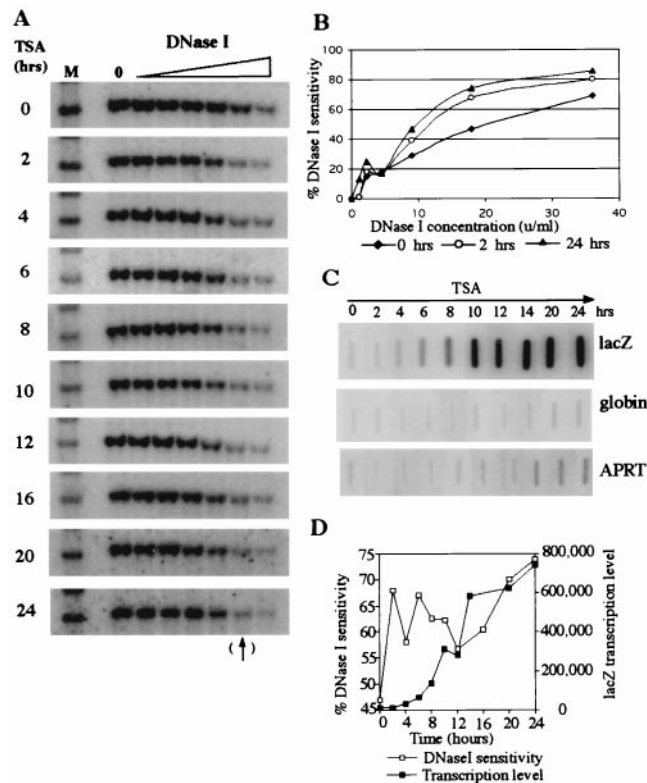 A
DNase I
TSA
(hrs)
M
0
0
2
4
6
8
10
12
16
20
24
( )
B
% DNase I sensitivity
100
80
60
40
20
0
0 10 20 30 40
DNase I concentration (u/ml)
0 hrs 2 hrs 24 hrs
C
TSA
0 2 4 6 8 10 12 14 20 24 hrs
lacZ
globin
APRT
D
% DNase I sensitivity
75
70
65
60
55
50
45
800,000
600,000
400,000
200,000
0
lacZ transcription level
0 4 8 12 16 20 24
Time (hours)
DNaseI sensitivity
Transcription level